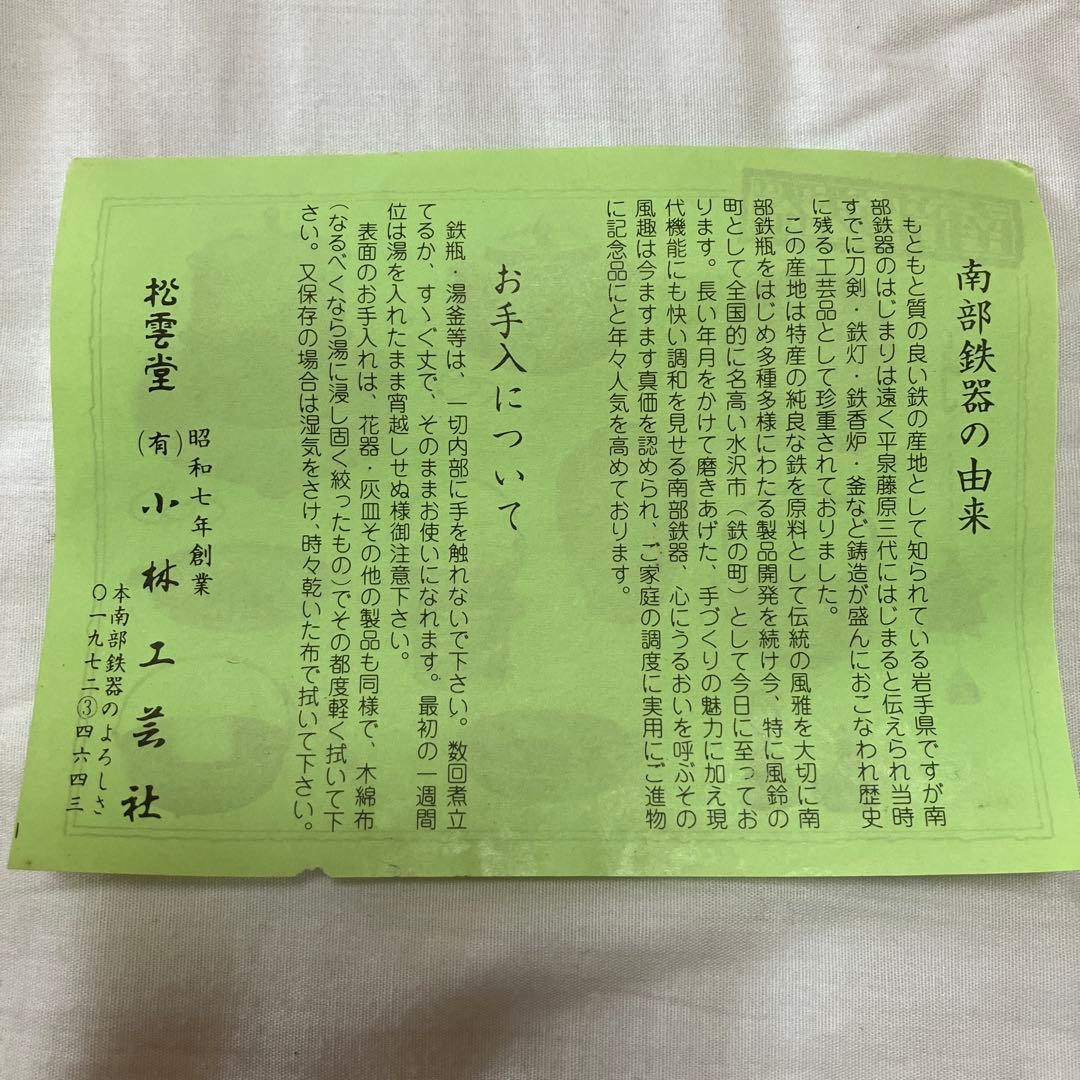 南部鉄器の由来
もともと質の良い鉄の産地として知られている岩手県ですが南
部鉄器のはじまりは遠く平泉藤原三代にはじまると伝えられ当時
すでに刀剣・鉄灯・鉄香炉・釜など鋳造が盛んにおこなわれ歴史
に残る工芸品として珍重されておりました。
この産地は特産の純良な鉄を原料として伝統の風雅を大切に南
部鉄瓶をはじめ多種多様にわたる製品開発を続け今、特に風鈴の
町として全国的に名高い水沢市（鉄の町）として今日に至ってお
ります。長い年月をかけて磨きあげた、手づくりの魅力に加え現
代機能にも快い調和を見せる南部鉄器、心にうるおいを呼ぶその
風趣は今ますます真価を認められ、ご家庭の調度に実用にご進物
に記念品にと年々人気を高めております。
お手入について
鉄瓶・湯釜等は、一切内部に手を触れないで下さい。数回煮立
てるか、すゝぐ丈で、そのままお使いになれます。最初の一週間
位は湯を入れたまま宵越しせぬ様御注意下さい。
表面のお手入れは、花器・灰皿その他の製品も同様で、木綿布
（なるべくなら湯に浸し固く絞ったもの）でその都度軽く拭いて下
さい。又保存の場合は湿気をさけ、時々乾いた布で拭いて下さい。
昭和七年創業
松雲堂 (有)小林工芸社
本南部鉄器のよろしさ
〇一九七二③四六四三